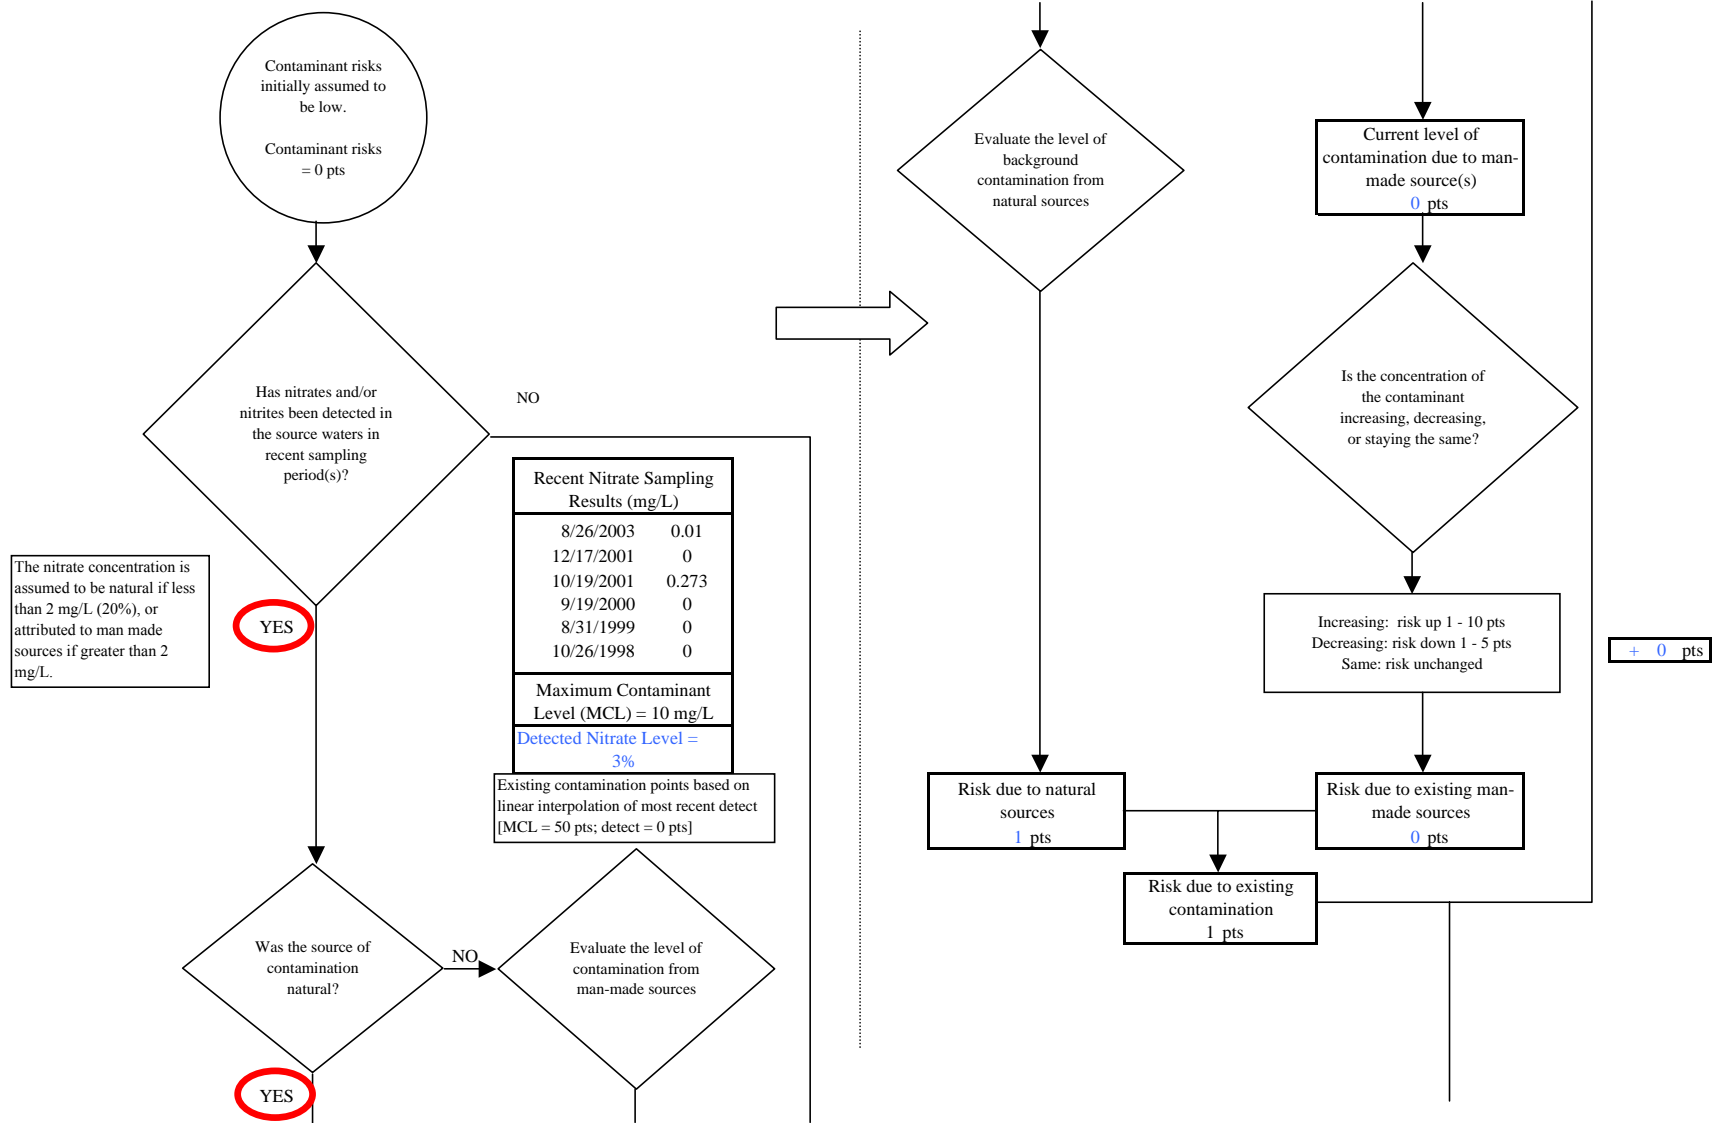 Contaminant risks
initially assumed to
be low.
Contaminant risks
= 0 pts
Has nitrates and/or
nitrites been detected in
the source waters in
recent sampling
period(s)?
NO
Recent Nitrate Sampling
Results (mg/L)
8/26/2003 0.01
12/17/2001 0
10/19/2001 0.273
9/19/2000 0
8/31/1999 0
10/26/1998 0
Maximum Contaminant
Level (MCL) = 10 mg/L
Detected Nitrate Level =
3%
Existing contamination points based on
linear interpolation of most recent detect
[MCL = 50 pts; detect = 0 pts]
The nitrate concentration is
assumed to be natural if less
than 2 mg/L (20%), or
attributed to man made
sources if greater than 2
mg/L.
YES
Was the source of
contamination
natural?
NO
Evaluate the level of
contamination from
man-made sources
YES
Evaluate the level of
background
contamination from
natural sources
Current level of
contamination due to man-
made source(s)
0 pts
Is the concentration of
the contaminant
increasing, decreasing,
or staying the same?
Increasing: risk up 1 - 10 pts
Decreasing: risk down 1 - 5 pts
Same: risk unchanged
+ 0 pts
Risk due to natural
sources
1 pts
Risk due to existing man-
made sources
0 pts
Risk due to existing
contamination
1 pts